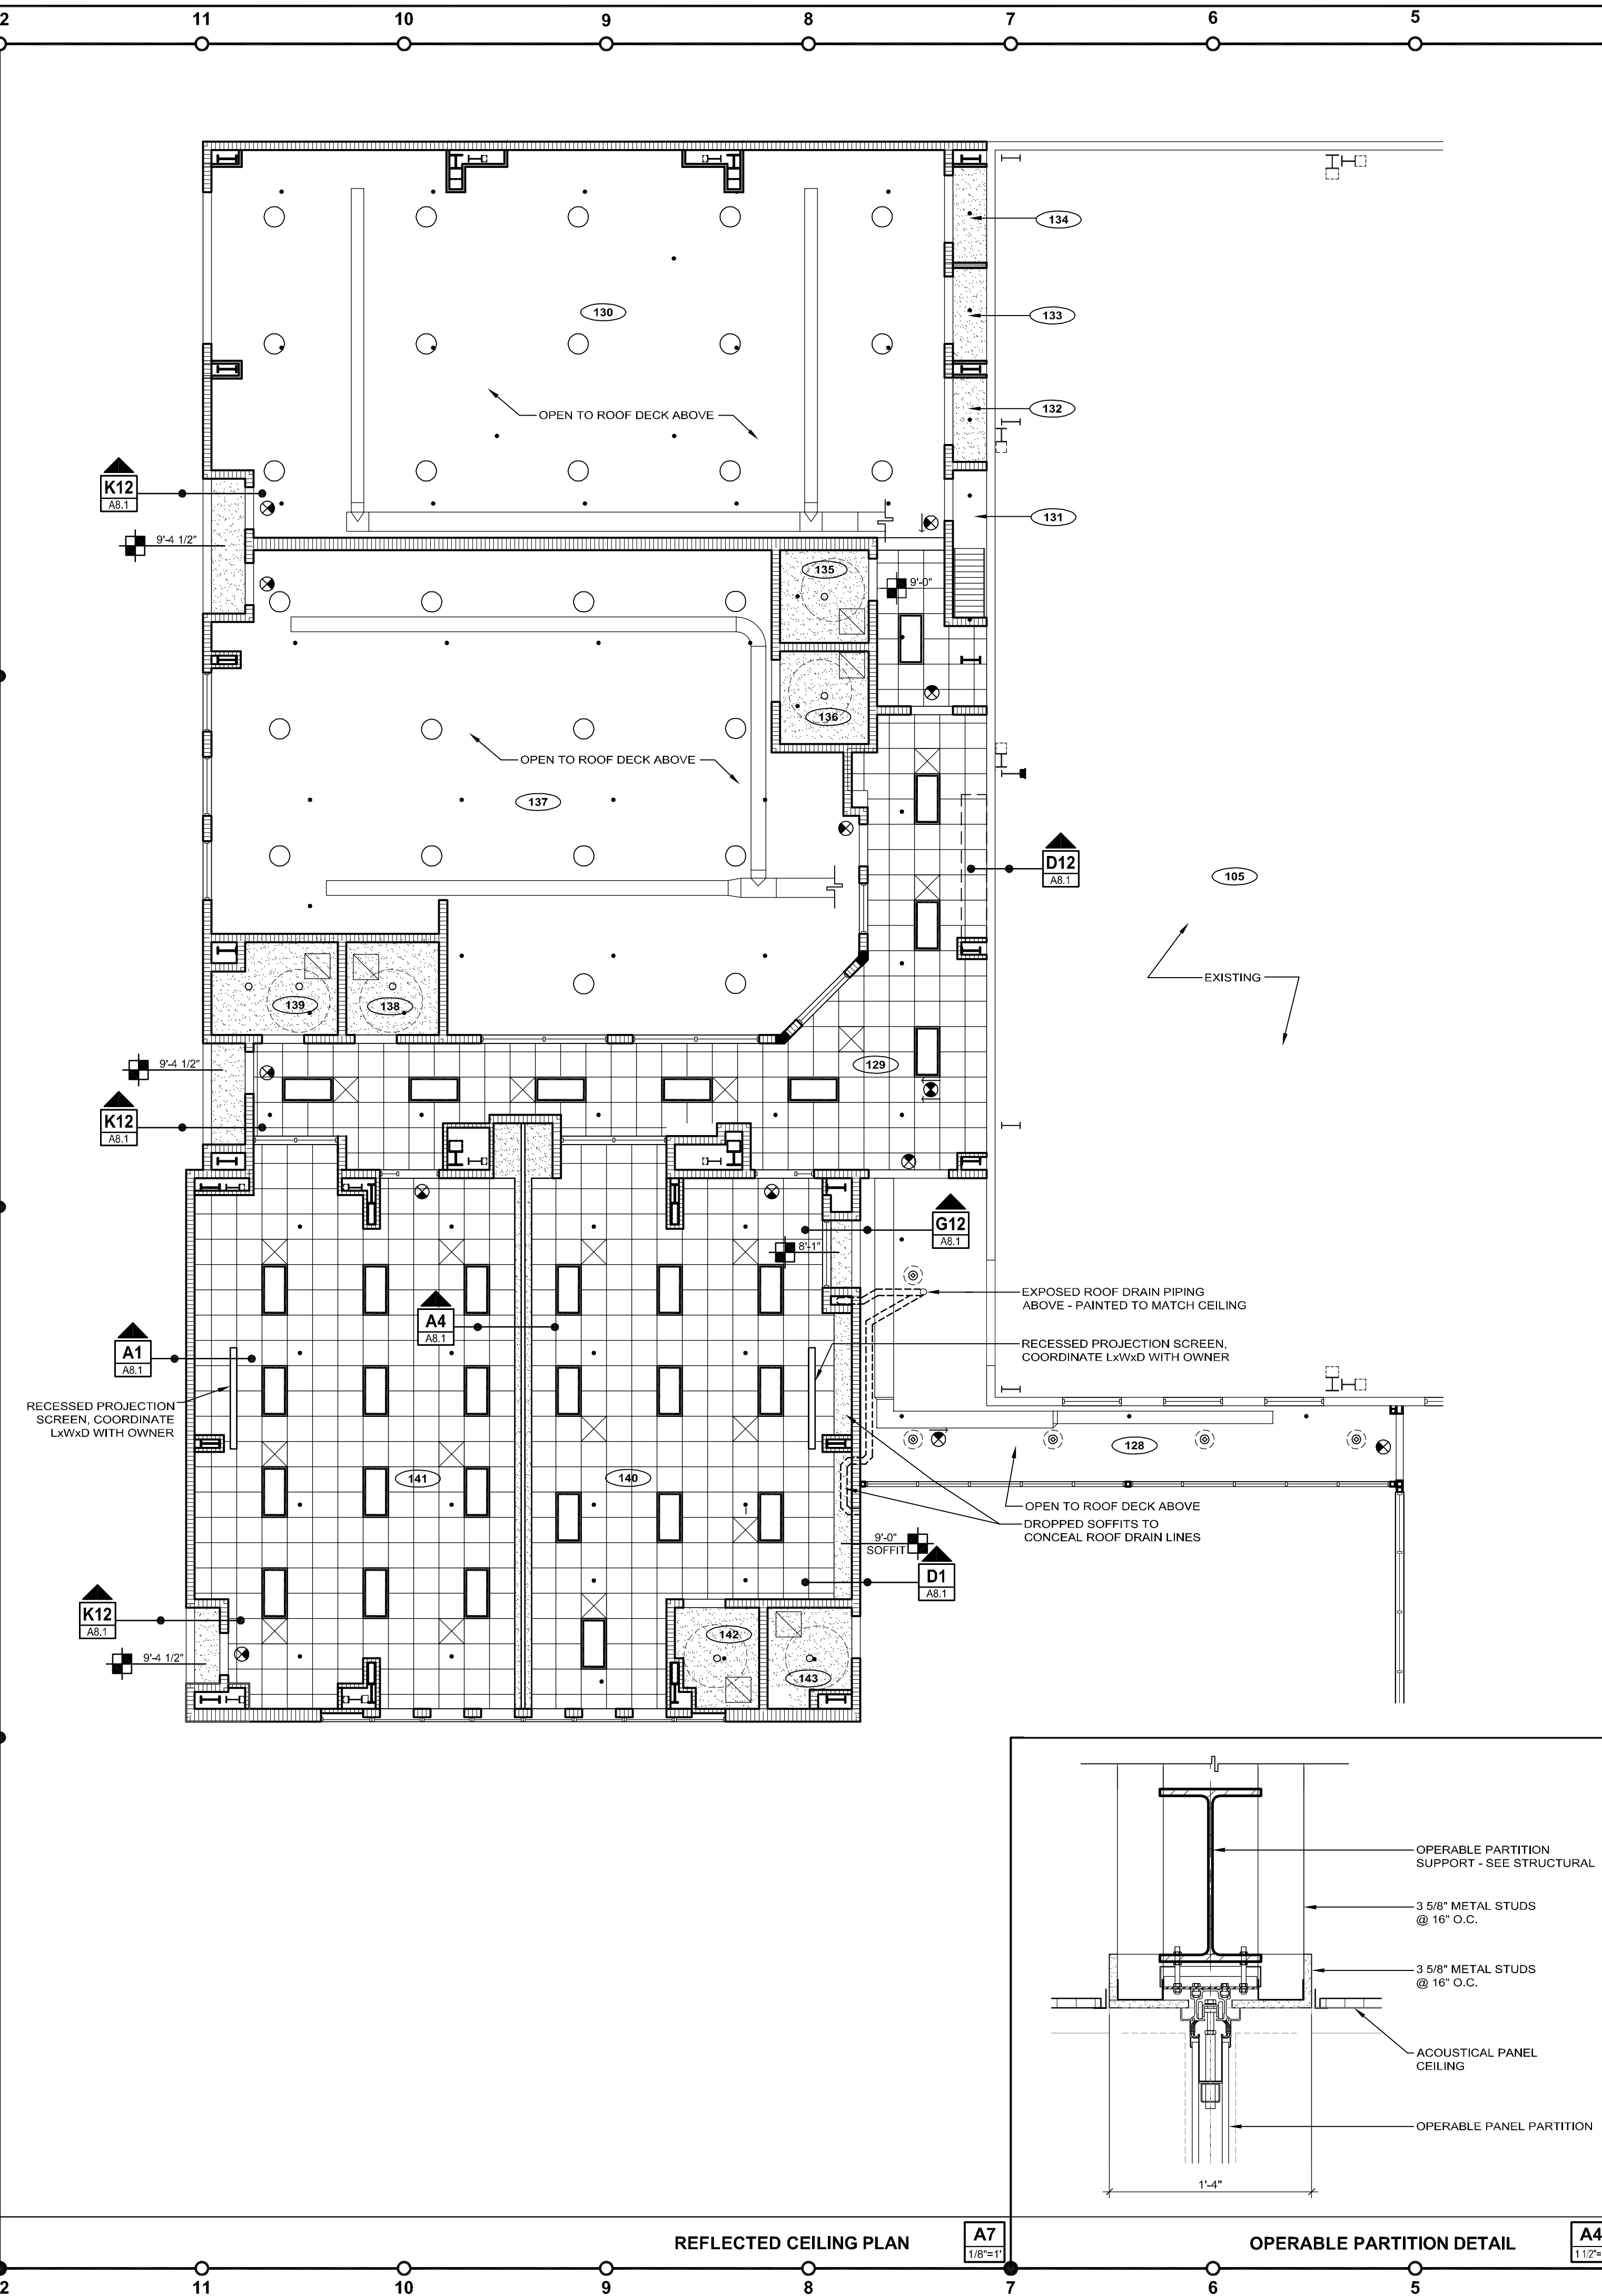 2
11
10
9
8
7
6
5
134
130
133
OPEN TO ROOF DECK ABOVE
132
K12
A8.1
131
9'-4 1/2"
135
9'-0"
136
OPEN TO ROOF DECK ABOVE
137
D12
A8.1
105
EXISTING
139
138
9'-4 1/2"
129
K12
A8.1
G12
A8.1
8'-1"
EXPOSED ROOF DRAIN PIPING
ABOVE - PAINTED TO MATCH CEILING
A4
A8.1
A1
A8.1
RECESSED PROJECTION SCREEN,
COORDINATE LxWxD WITH OWNER
RECESSED PROJECTION
SCREEN, COORDINATE
LxWxD WITH OWNER
128
141
140
OPEN TO ROOF DECK ABOVE
DROPPED SOFFITS TO
CONCEAL ROOF DRAIN LINES
9'-0"
SOFFIT
D1
A8.1
K12
A8.1
142
9'-4 1/2"
143
OPERABLE PARTITION
SUPPORT - SEE STRUCTURAL
3 5/8" METAL STUDS
@ 16" O.C.
3 5/8" METAL STUDS
@ 16" O.C.
ACOUSTICAL PANEL
CEILING
OPERABLE PANEL PARTITION
1'-4"
REFLECTED CEILING PLAN
A7
1/8"=1'
OPERABLE PARTITION DETAIL
A4
1 1/2"=
2
11
10
9
8
7
6
5